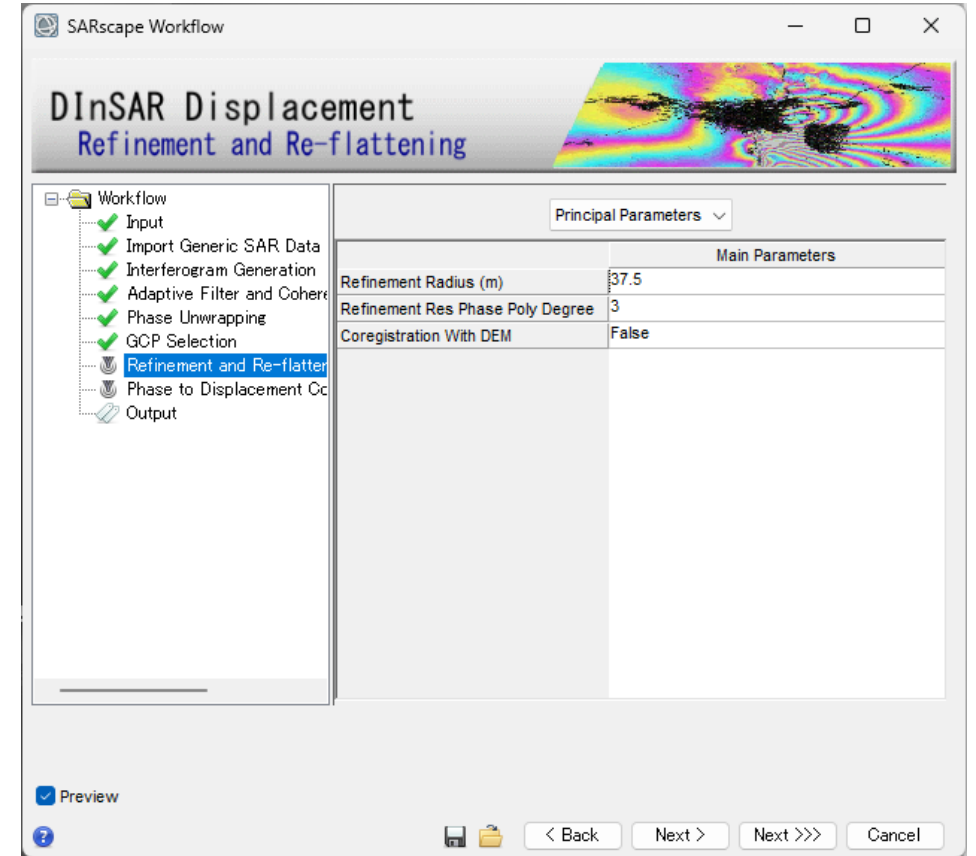 SARscape Workflow
DInSAR Displacement
Refinement and Re-flattening
Workflow
Input
Import Generic SAR Data
Interferogram Generation
Adaptive Filter and Cohere
Phase Unwrapping
GCP Selection
Refinement and Re-flatter
Phase to Displacement Co
Output
Principal Parameters
Main Parameters
Refinement Radius (m) 37.5
Refinement Res Phase Poly Degree 3
Coregistration With DEM False
Preview
< Back Next > Next >>> Cancel